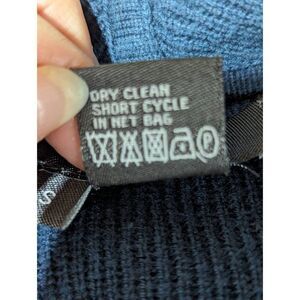 DRY CLEAN
SHORT CYCLE
IN NET BAG
P
S